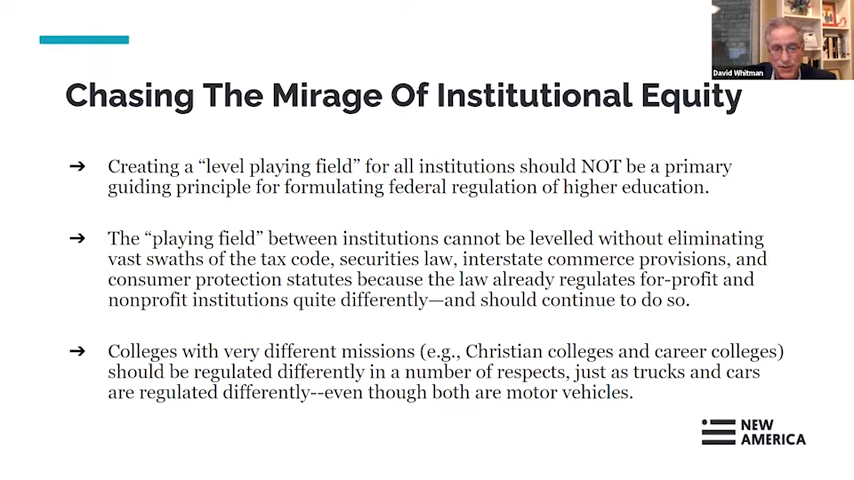 David Whitman
Chasing The Mirage Of Institutional Equity
➔ Creating a “level playing field” for all institutions should NOT be a primary
guiding principle for formulating federal regulation of higher education.
➔ The “playing field” between institutions cannot be levelled without eliminating
vast swaths of the tax code, securities law, interstate commerce provisions, and
consumer protection statutes because the law already regulates for-profit and
nonprofit institutions quite differently—and should continue to do so.
➔ Colleges with very different missions (e.g., Christian colleges and career colleges)
should be regulated differently in a number of respects, just as trucks and cars
are regulated differently--even though both are motor vehicles.
NEW
AMERICA